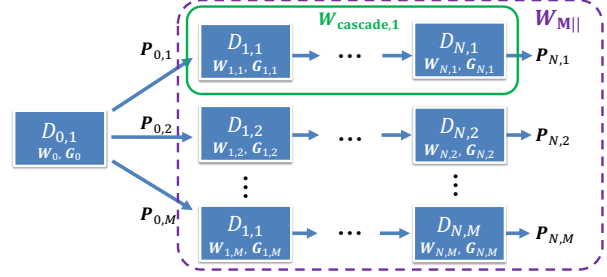 W_cascade,1
W_M||
P_0,1
D_1,1
W_1,1, G_1,1
...
D_N,1
W_N,1, G_N,1
P_N,1
D_0,1
W_0, G_0
P_0,2
D_1,2
W_1,2, G_1,2
...
D_N,2
W_N,2, G_N,2
P_N,2
P_0,M
D_1,1
W_1,M, G_1,M
...
D_N,M
W_N,M, G_N,M
P_N,M